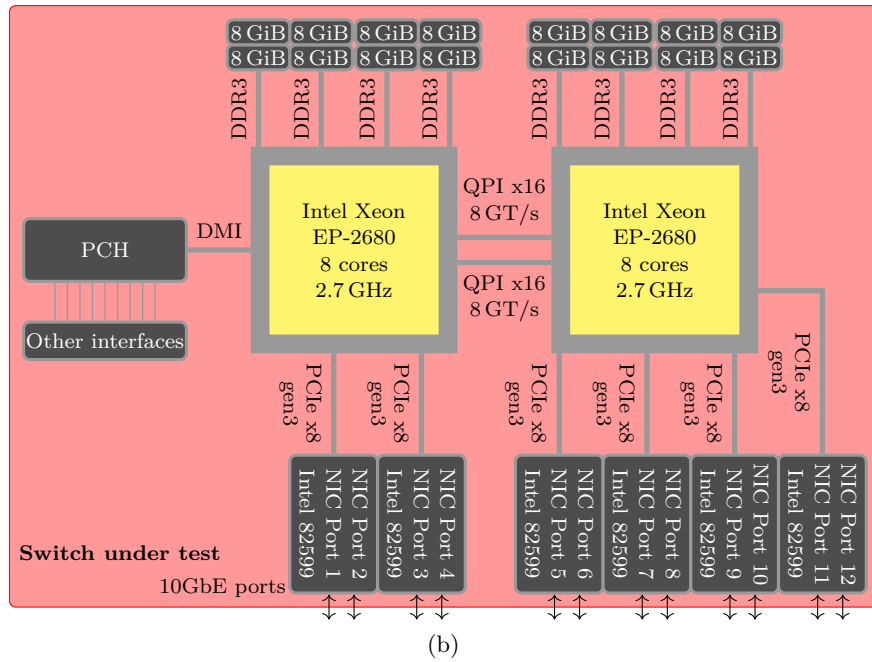 8 GiB 8 GiB 8 GiB 8 GiB
8 GiB 8 GiB 8 GiB 8 GiB
8 GiB 8 GiB 8 GiB 8 GiB
8 GiB 8 GiB 8 GiB 8 GiB
DDR3
DDR3
DDR3
DDR3
DDR3
DDR3
DDR3
DDR3
PCH
DMI
Other interfaces
Intel Xeon
EP-2680
8 cores
2.7 GHz
QPI x16
8 GT/s
QPI x16
8 GT/s
Intel Xeon
EP-2680
8 cores
2.7 GHz
PCIe x8
gen3
PCIe x8
gen3
PCIe x8
gen3
PCIe x8
gen3
PCIe x8
gen3
PCIe x8
gen3
NIC Port 2
NIC Port 1
Intel 82599
NIC Port 4
NIC Port 3
Intel 82599
NIC Port 6
NIC Port 5
Intel 82599
NIC Port 8
NIC Port 7
Intel 82599
NIC Port 10
NIC Port 9
Intel 82599
NIC Port 12
NIC Port 11
Intel 82599
Switch under test
10GbE ports
(b)